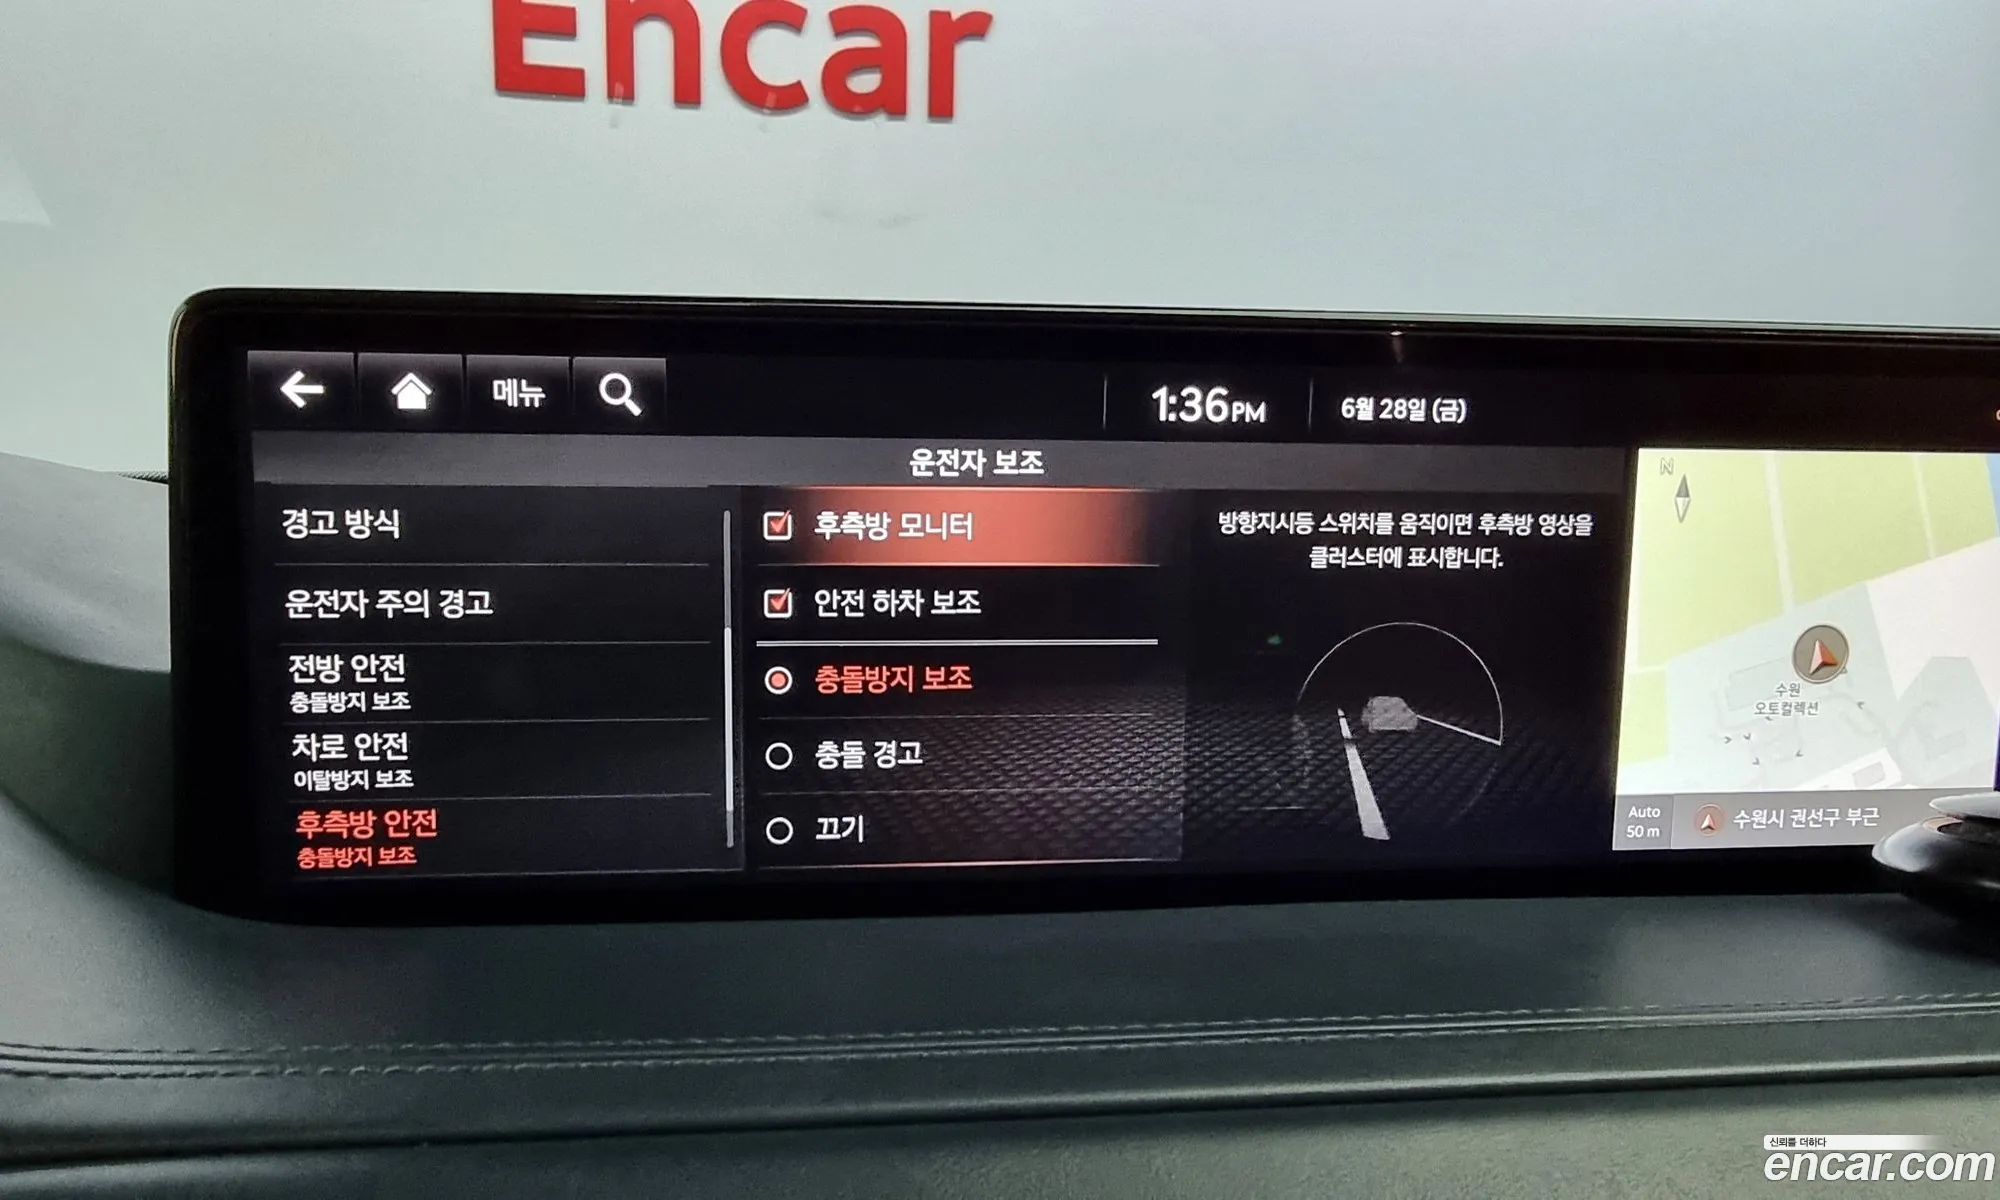 Encar
메뉴
1:36PM
6월 28일 (금)
운전자 보조
경고 방식
운전자 주의 경고
전방 안전
충돌방지 보조
차로 안전
이탈방지 보조
후측방 안전
충돌방지 보조
후측방 모니터
안전 하차 보조
충돌방지 보조
충돌 경고
끄기
방향지시등 스위치를 움직이면 후측방 영상을
클러스터에 표시합니다.
N
수원
오토컬렉션
Auto
50 m
수원시 권선구 부근
신뢰를 더하다
encar.com